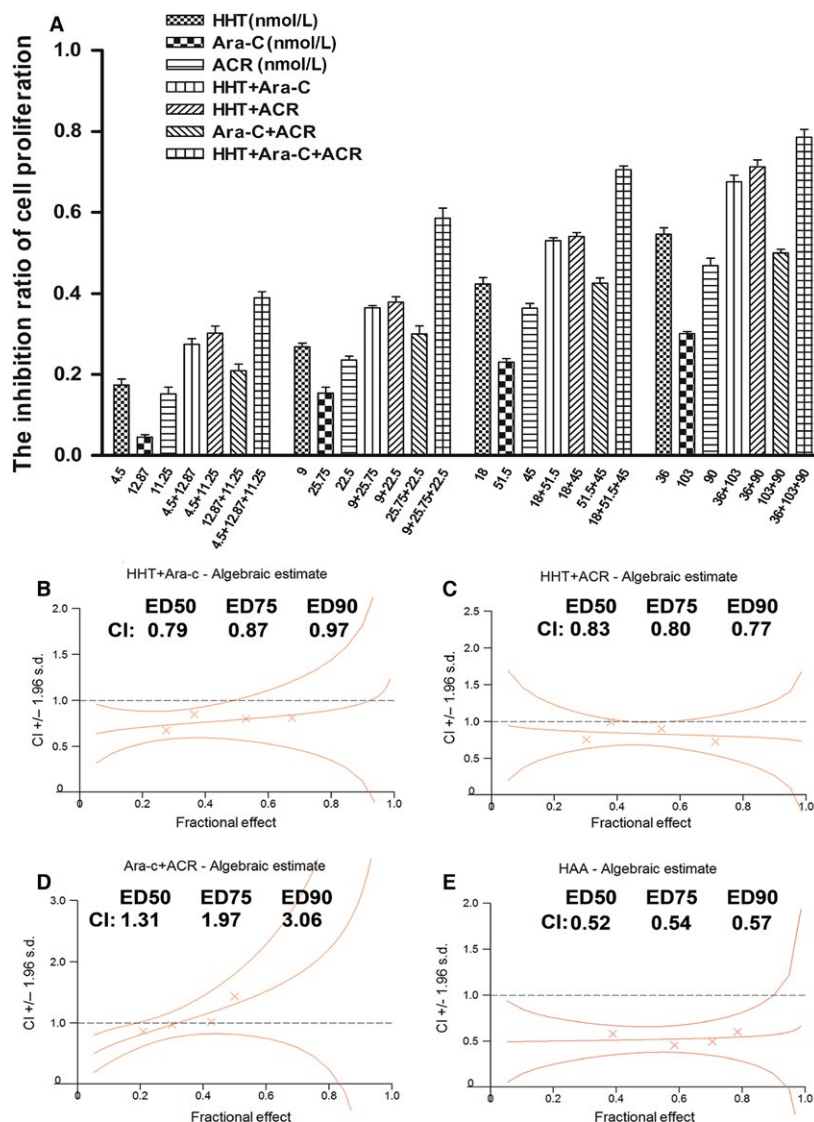 A
HHT(nmol/L)
Ara-C(nmol/L)
ACR(nmol/L)
HHT+Ara-C
HHT+ACR
Ara-C+ACR
HHT+Ara-C+ACR
The inhibition ratio of cell proliferation
1.0
0.8
0.6
0.4
0.2
0.0
4.5
12.87
11.25
4.5+12.87
4.5+11.25
12.87+11.25
4.5+12.87+11.25
9
25.75
22.5
9+25.75
9+22.5
25.75+22.5
9+25.75+22.5
18
51.5
45
18+51.5
18+45
51.5+45
18+51.5+45
36
103
90
36+103
36+90
103+90
36+103+90
B
HHT+Ara-c - Algebraic estimate
ED50 ED75 ED90
CI: 0.79 0.87 0.97
CI +/− 1.96 s.d.
2.0
1.5
1.0
0.5
0
0 0.2 0.4 0.6 0.8 1.0
Fractional effect
C
HHT+ACR - Algebraic estimate
ED50 ED75 ED90
CI: 0.83 0.80 0.77
CI +/− 1.96 s.d.
2.5
2.0
1.5
1.0
0.5
0
0 0.2 0.4 0.6 0.8 1.0
Fractional effect
D
Ara-c+ACR - Algebraic estimate
ED50 ED75 ED90
CI: 1.31 1.97 3.06
CI +/− 1.96 s.d.
3.0
2.0
1.0
0
0 0.2 0.4 0.6 0.8 1.0
Fractional effect
E
HAA - Algebraic estimate
ED50 ED75 ED90
CI: 0.52 0.54 0.57
CI +/− 1.96 s.d.
2.0
1.5
1.0
0.5
0
0 0.2 0.4 0.6 0.8 1.0
Fractional effect